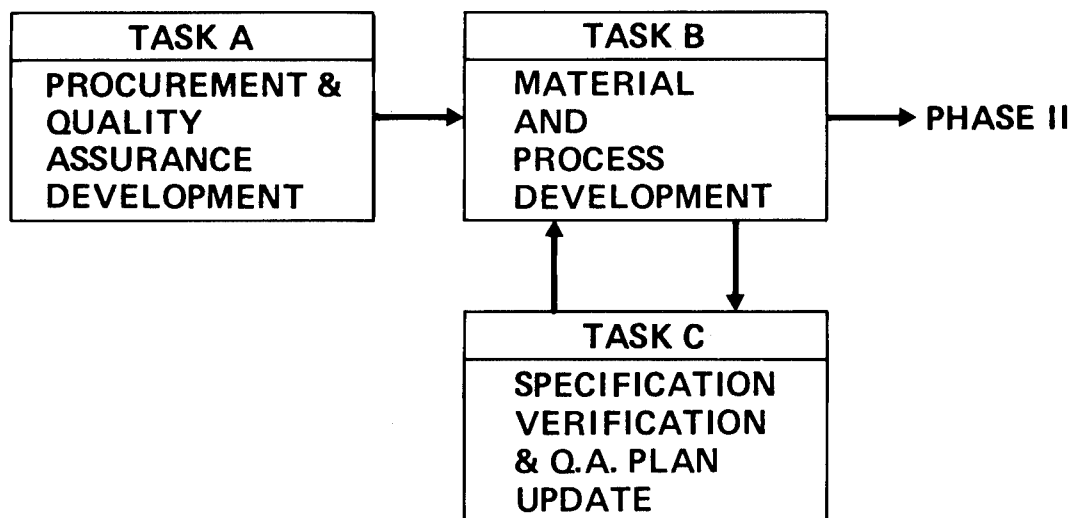 TASK A
PROCUREMENT &
QUALITY
ASSURANCE
DEVELOPMENT
TASK B
MATERIAL
AND
PROCESS
DEVELOPMENT
PHASE II
TASK C
SPECIFICATION
VERIFICATION
& Q.A. PLAN
UPDATE